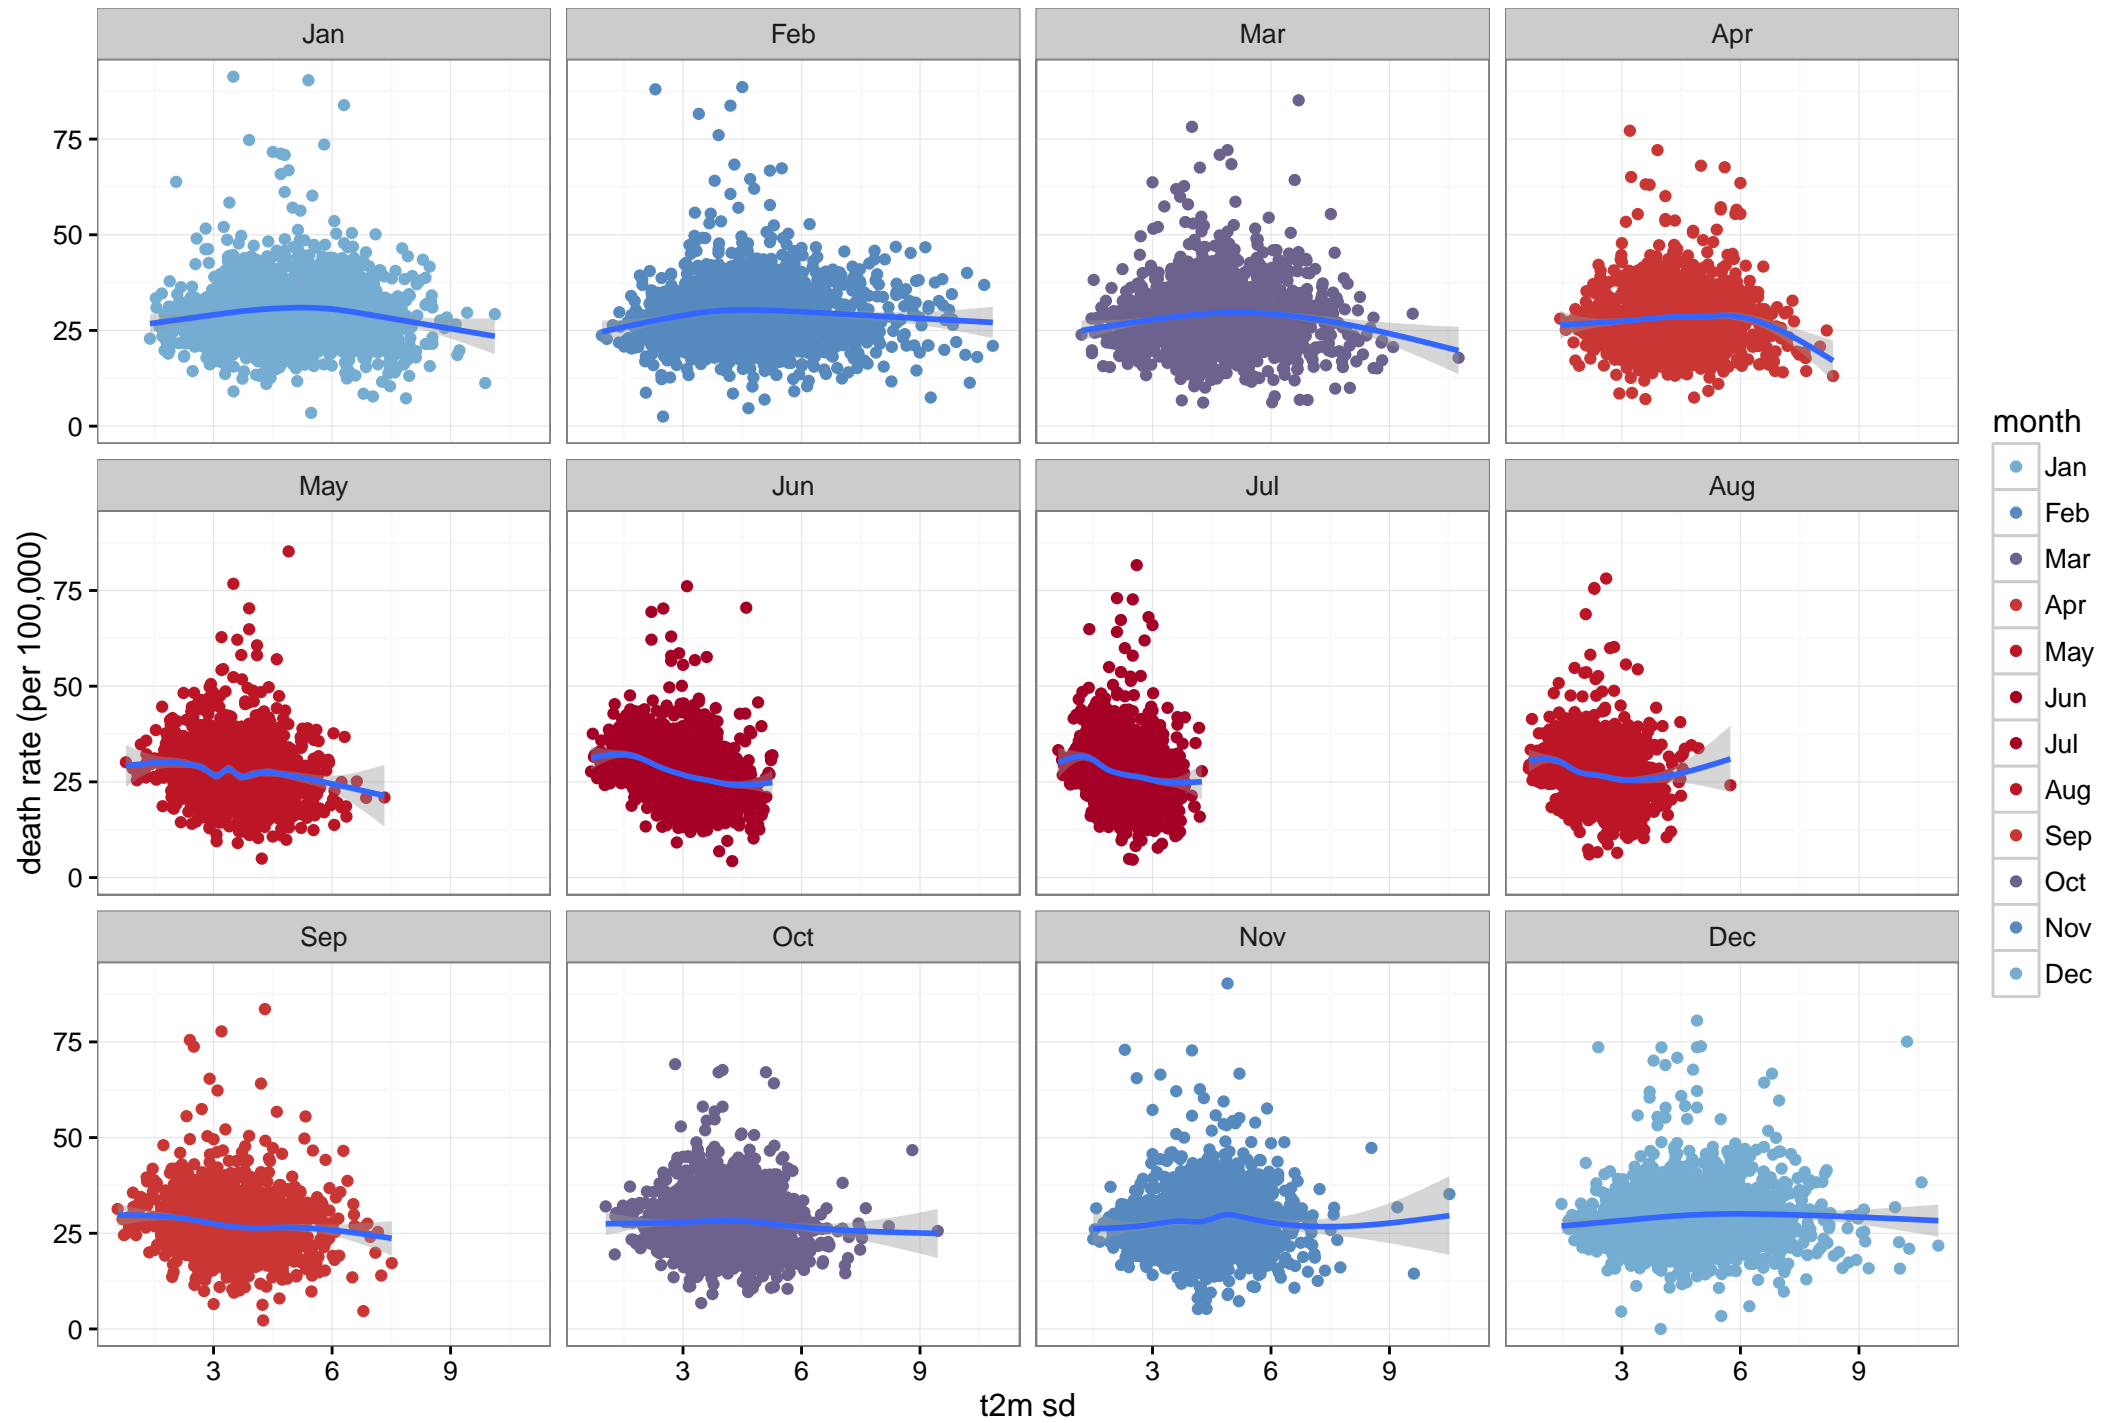 Jan Feb Mar Apr
75
50
25
0
May Jun Jul Aug
75
50
25
0
Sep Oct Nov Dec
75
50
25
0
3 6 9 3 6 9 3 6 9 3 6 9
t2m sd
death rate (per 100,000)
month
Jan
Feb
Mar
Apr
May
Jun
Jul
Aug
Sep
Oct
Nov
Dec